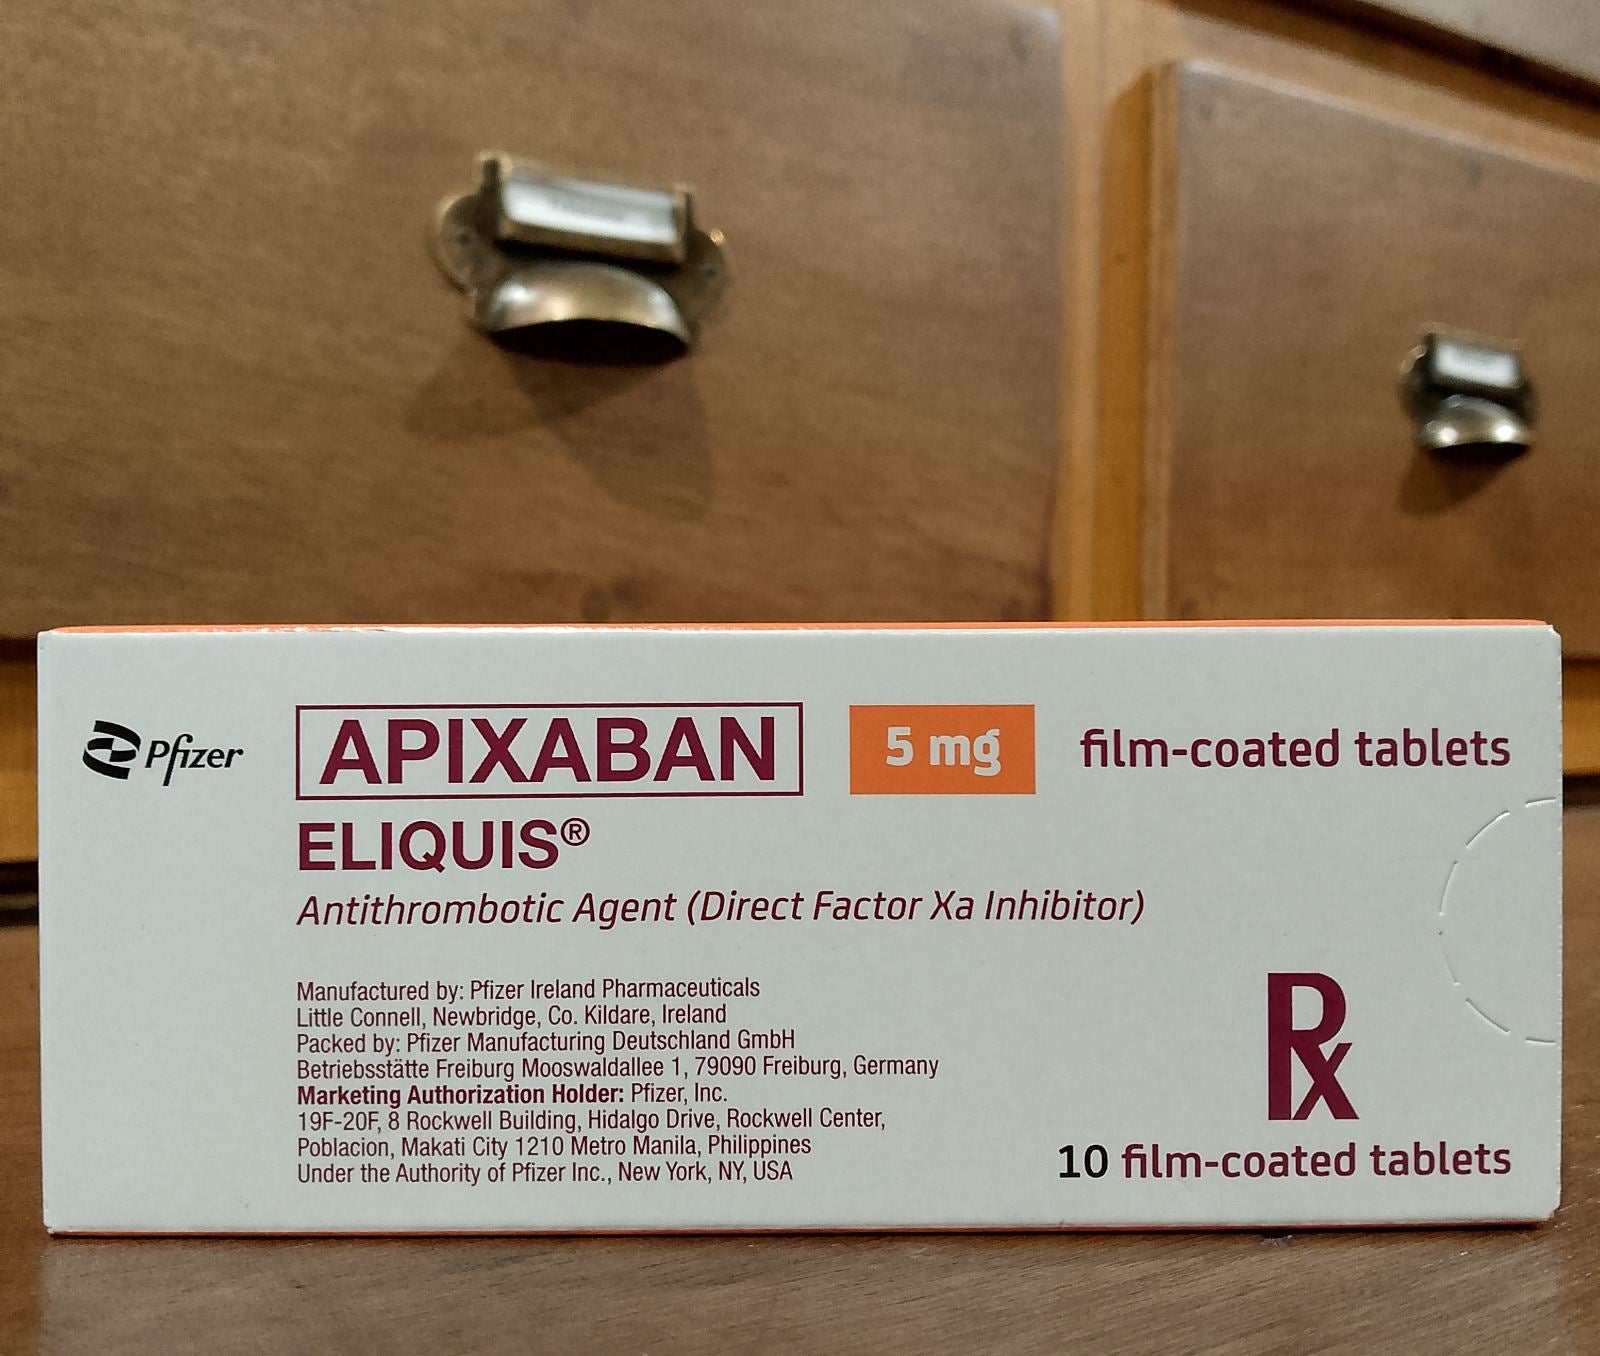 Pfizer
APIXABAN
5 mg
film-coated tablets
ELIQUIS®
Antithrombotic Agent (Direct Factor Xa Inhibitor)
Manufactured by: Pfizer Ireland Pharmaceuticals
Little Connell, Newbridge, Co. Kildare, Ireland
Packed by: Pfizer Manufacturing Deutschland GmbH
Betriebsstätte Freiburg Mooswaldallee 1, 79090 Freiburg, Germany
Marketing Authorization Holder: Pfizer, Inc.
19F-20F, 8 Rockwell Building, Hidalgo Drive, Rockwell Center,
Poblacion, Makati City 1210 Metro Manila, Philippines
Under the Authority of Pfizer Inc., New York, NY, USA
Rx
10 film-coated tablets